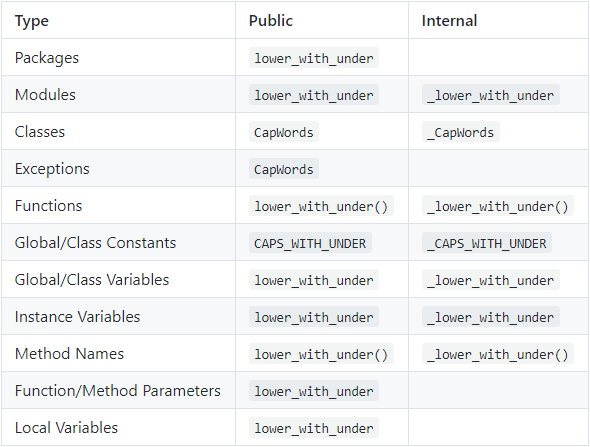 Type Public Internal
Packages lower_with_under
Modules lower_with_under _lower_with_under
Classes CapWords _CapWords
Exceptions CapWords
Functions lower_with_under() _lower_with_under()
Global/Class Constants CAPS_WITH_UNDER _CAPS_WITH_UNDER
Global/Class Variables lower_with_under _lower_with_under
Instance Variables lower_with_under _lower_with_under
Method Names lower_with_under() _lower_with_under()
Function/Method Parameters lower_with_under
Local Variables lower_with_under